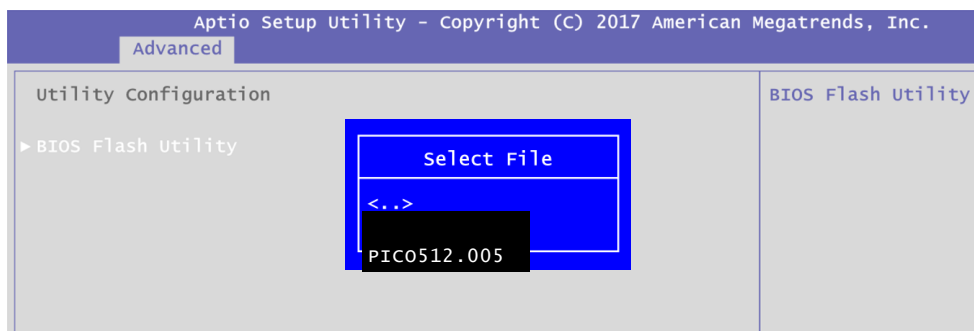 Aptio Setup Utility - Copyright (C) 2017 American Megatrends, Inc.
Advanced
Utility Configuration
BIOS Flash Utility
►BIOS Flash Utility
Select File
<..>
PICO512.005